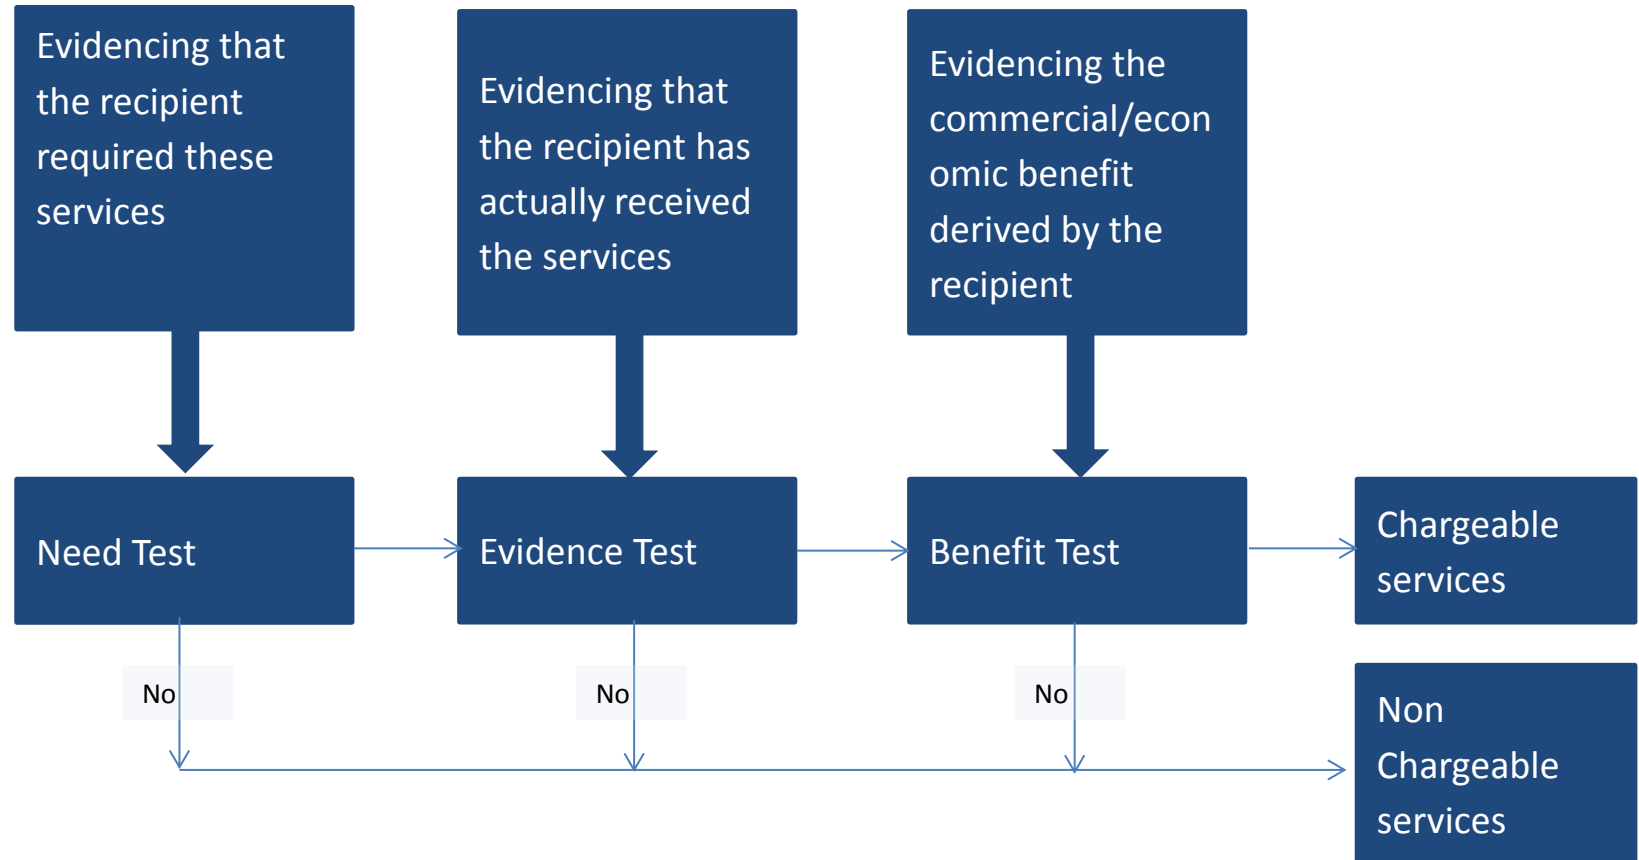 Evidencing that
the recipient
required these
services
Evidencing that
the recipient has
actually received
the services
Evidencing the
commercial/econ
omic benefit
derived by the
recipient
Need Test
Evidence Test
Benefit Test
Chargeable
services
No
No
No
Non
Chargeable
services